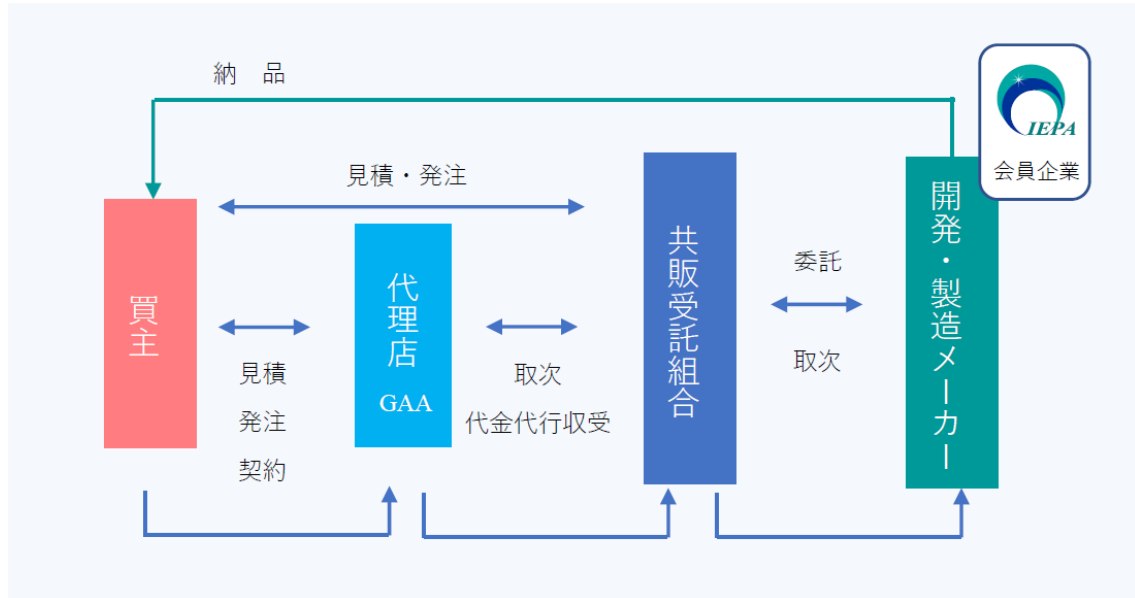 納 品
IEPA
会員企業
見積・発注
買主
見積
発注
契約
代理店
GAA
取次
代金代行収受
共販受託組合
委託
取次
開発・製造メーカー